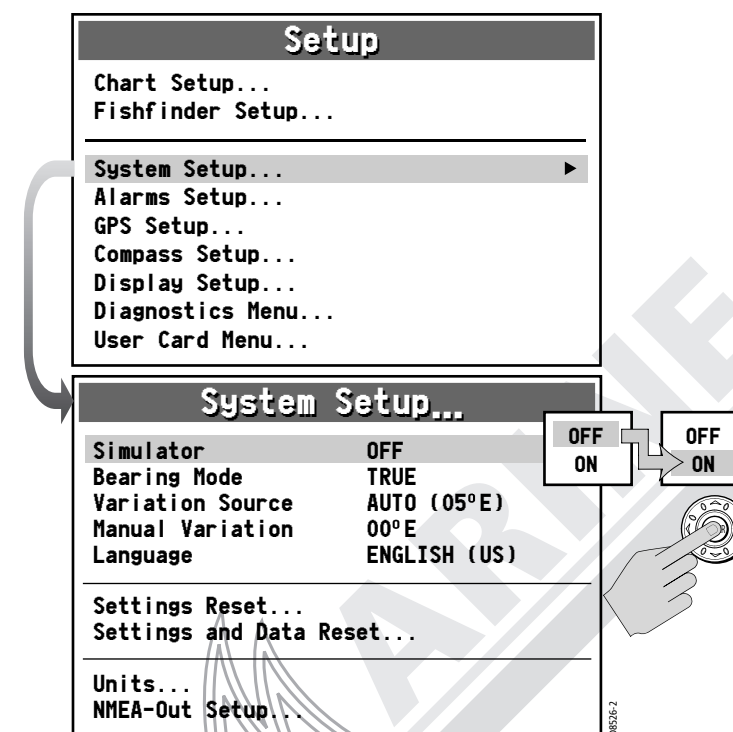 Setup
Chart Setup...
Fishfinder Setup...
System Setup...
Alarms Setup...
GPS Setup...
Compass Setup...
Display Setup...
Diagnostics Menu...
User Card Menu...
System Setup...
Simulator OFF
Bearing Mode TRUE
Variation Source AUTO (05ºE)
Manual Variation 00ºE
Language ENGLISH (US)
OFF
ON
OFF
ON
Settings Reset...
Settings and Data Reset...
Units...
NMEA-Out Setup...